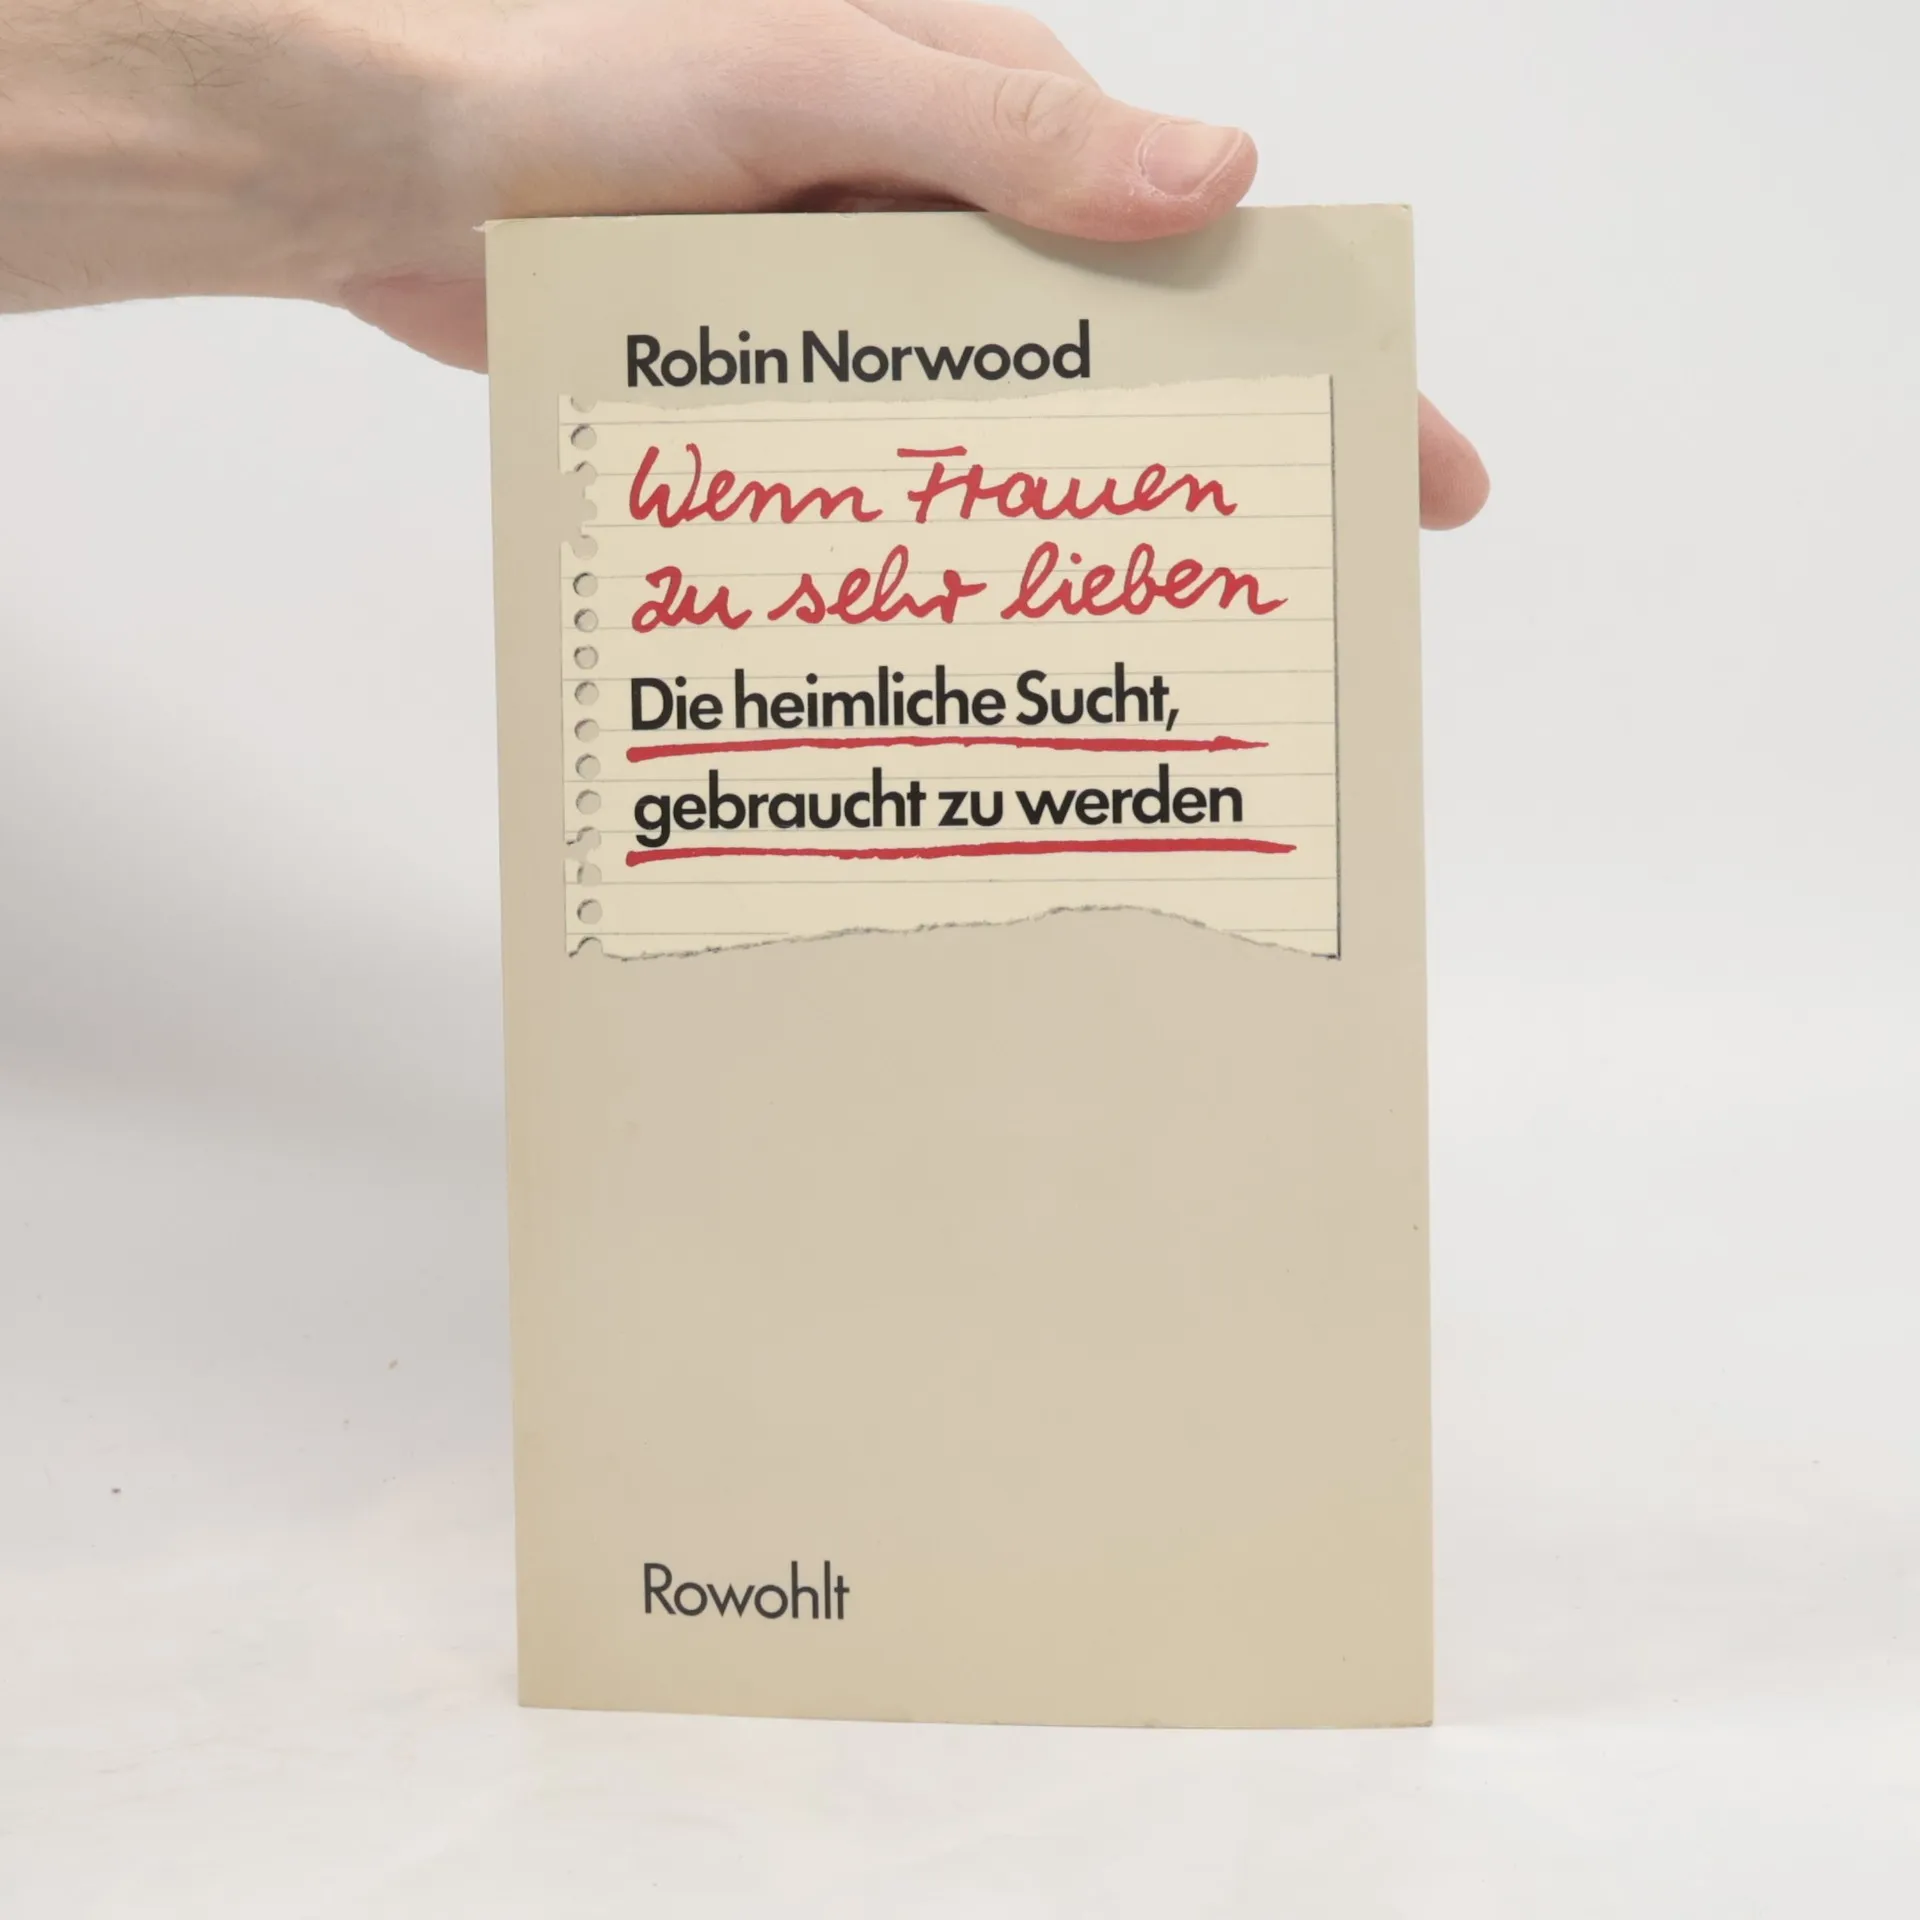 Robin Norwood
Wenn Frauen
zu sehr lieben
Die heimliche Sucht,
gebraucht zu werden
Rowohlt